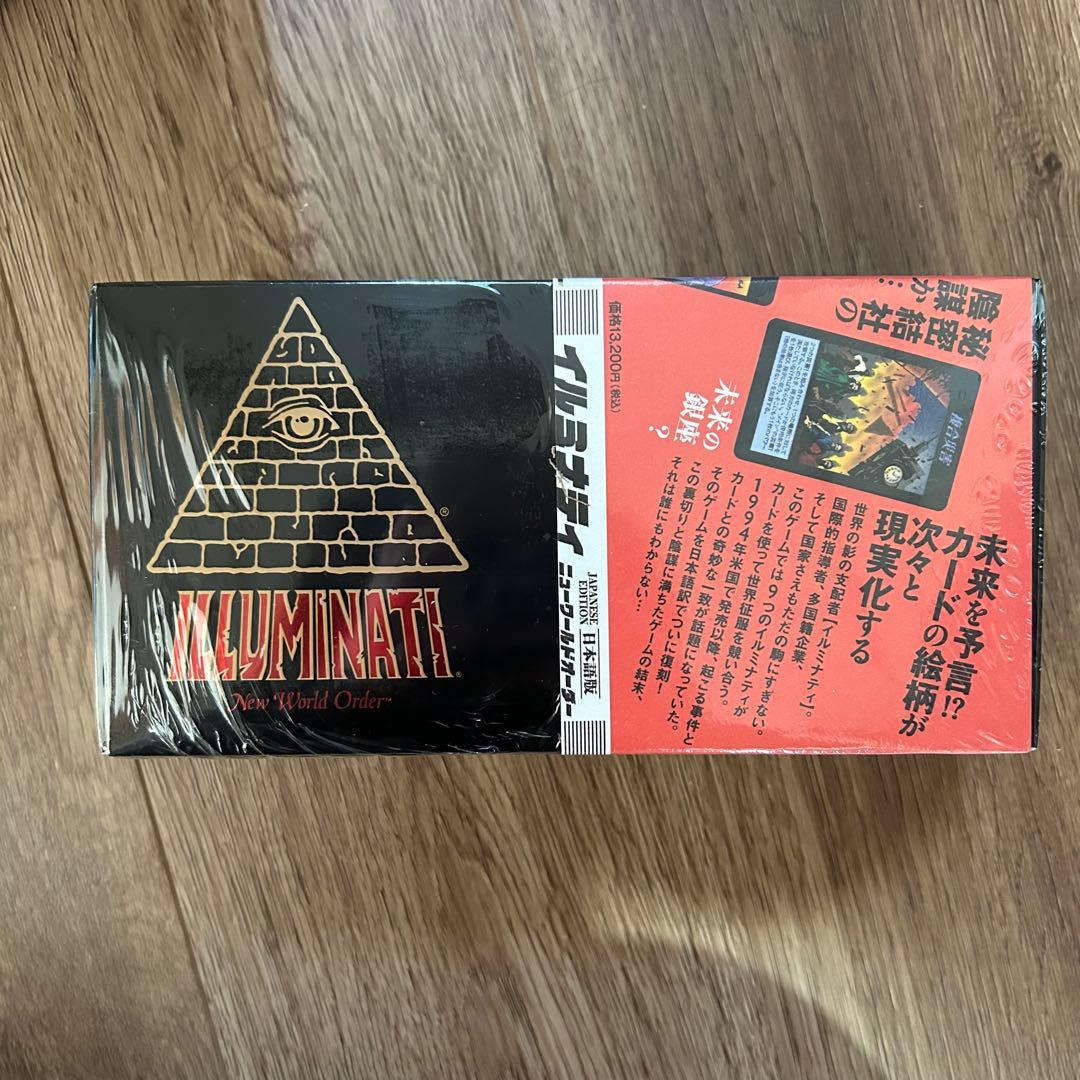 ILLUMINATI
New World Order™
®
価格13,200円(税込)
イルミナティ
JAPANESE
EDITION
日本語版
ニューワールドオーダー
秘密結社の
陰謀か…
未来の
銀座?
複合災害
未来を予言!?
カードの絵柄が
次々と
現実化する
世界の影の支配者「イルミナティ」。
国際的指導者、多国籍企業、
そして国家さえもただの駒にすぎない。
このゲームでは9つのイルミナティが
カードを使って世界征服を競い合う。
1994年米国で発売以降、起こる事件と
カードとの奇妙な一致が話題になっていた。
そのゲームを日本語訳でついに復刻!
この裏切りと陰謀に満ちたゲームの結末、
それは誰にもわからない…